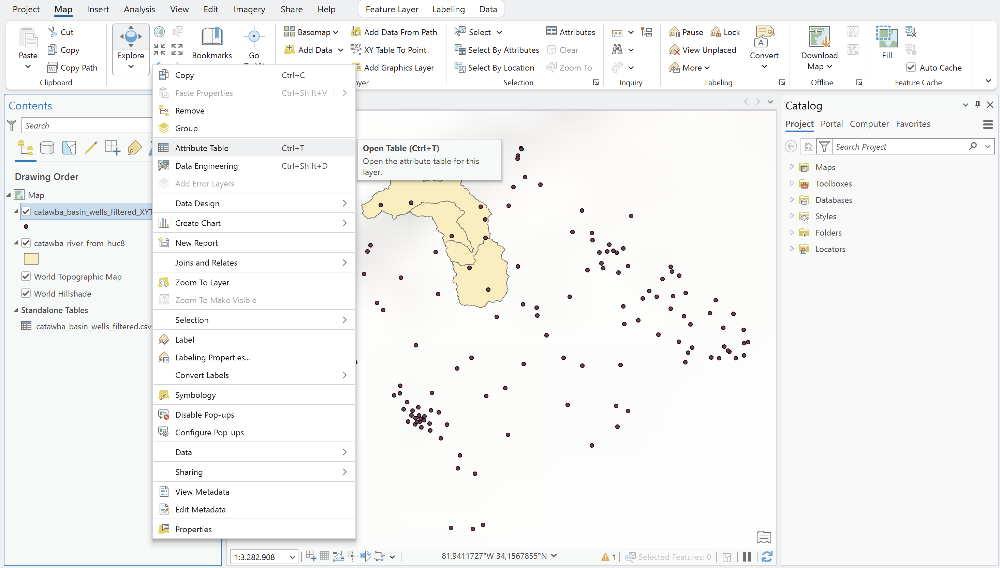 Project Map Insert Analysis View Edit Imagery Share Help Feature Layer Labeling Data
Paste
Cut
Copy
Copy Path
Clipboard
Explore
Bookmarks
Go
Basemap
Add Data
Add Data From Path
XY Table To Point
Add Graphics Layer
Select
Select By Attributes
Select By Location
Attributes
Clear
Zoom To
Selection
Inquiry
Pause
Lock
View Unplaced
More
Convert
Labeling
Download
Map
Offline
Fill
Auto Cache
Feature Cache
Contents
Search
Drawing Order
Map
catawba_basin_wells_filtered_XYT
catawba_river_from_huc8
World Topographic Map
World Hillshade
Standalone Tables
catawba_basin_wells_filtered.csv
Copy Ctrl+C
Paste Properties Ctrl+Shift+V
Remove
Group
Attribute Table Ctrl+T
Data Engineering Ctrl+Shift+D
Add Error Layers
Data Design
Create Chart
New Report
Joins and Relates
Zoom To Layer
Zoom To Make Visible
Selection
Label
Labeling Properties...
Convert Labels
Symbology
Disable Pop-ups
Configure Pop-ups
Data
Sharing
View Metadata
Edit Metadata
Properties
Open Table (Ctrl+T)
Open the attribute table for this
layer.
1:3.282.908
81,9411727°W 34,1567855°N
1
Selected Features: 0
Catalog
Project Portal Computer Favorites
Search Project
Maps
Toolboxes
Databases
Styles
Folders
Locators